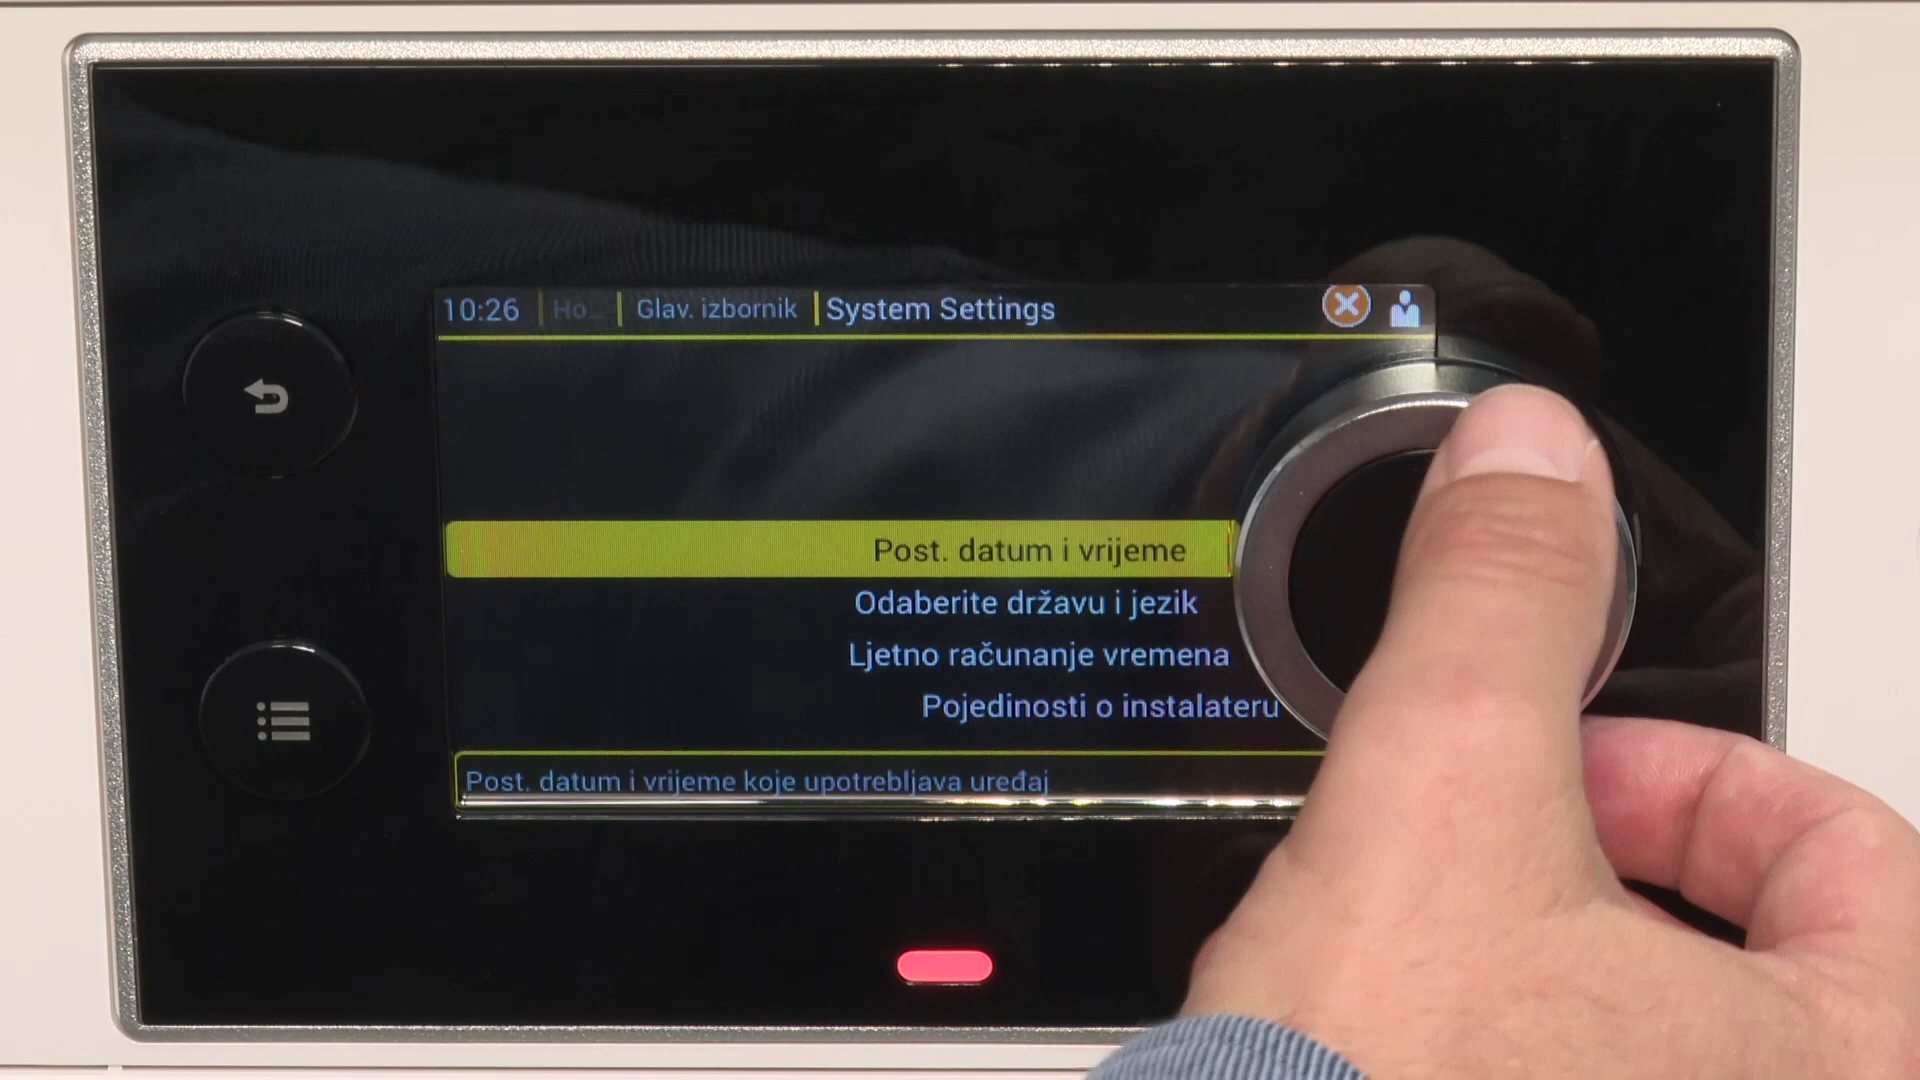 10:26 Ho... Glav. izbornik System Settings
Post. datum i vrijeme
Odaberite državu i jezik
Ljetno računanje vremena
Pojedinosti o instalateru
Post. datum i vrijeme koje upotrebljava uređaj